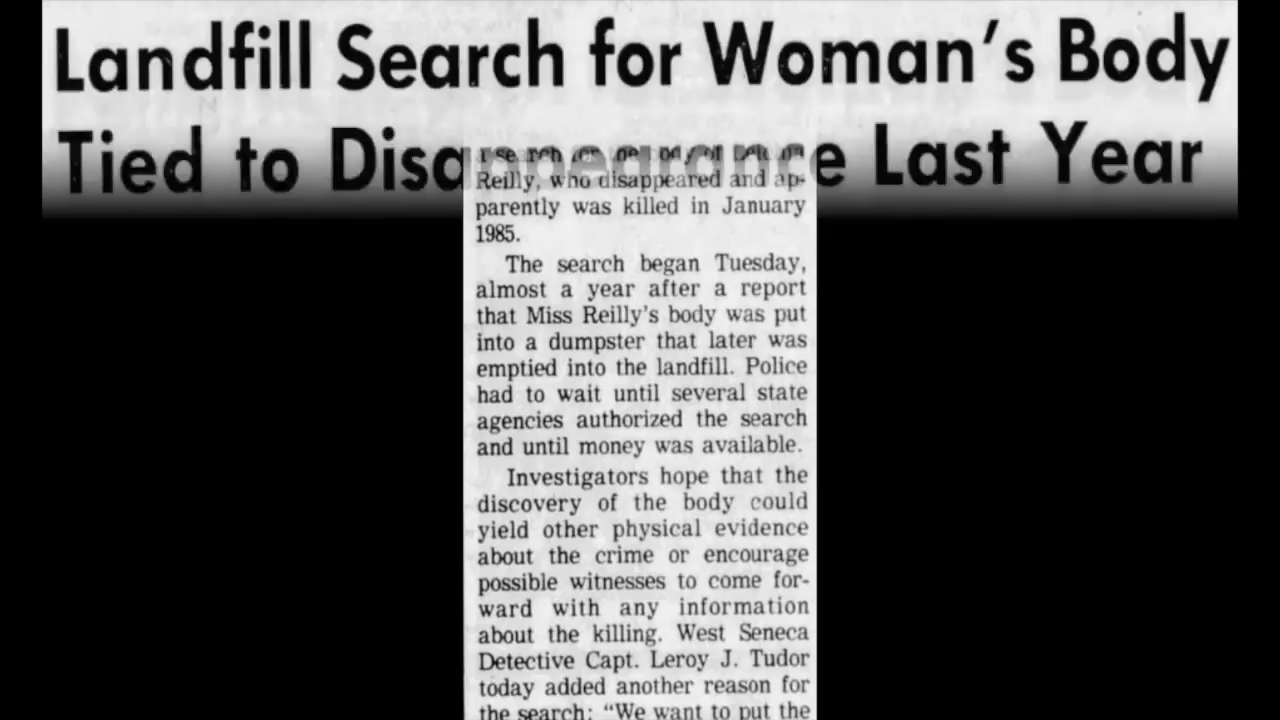 Landfill Search for Woman's Body
Tied to Disappearance Last Year
Reilly, who disappeared and ap-
parently was killed in January
1985.
The search began Tuesday,
almost a year after a report
that Miss Reilly's body was put
into a dumpster that later was
emptied into the landfill. Police
had to wait until several state
agencies authorized the search
and until money was available.
Investigators hope that the
discovery of the body could
yield other physical evidence
about the crime or encourage
possible witnesses to come for-
ward with any information
about the killing. West Seneca
Detective Capt. Leroy J. Tudor
today added another reason for
the search: “We want to put the